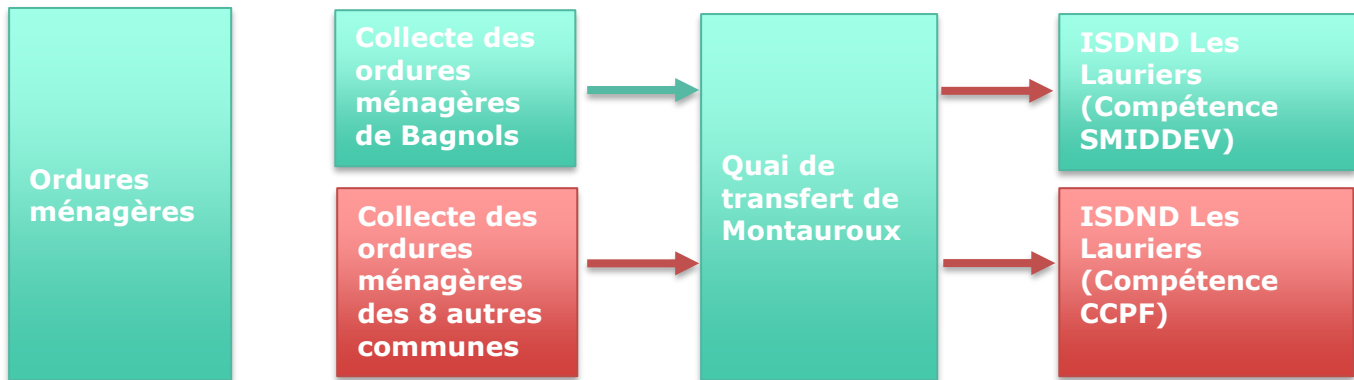 Ordures
ménagères
Collecte des
ordures
ménagères
de Bagnols
Collecte des
ordures
ménagères
des 8 autres
communes
Quai de
transfert de
Montauroux
ISDND Les
Lauriers
(Compétence
SMIDDEV)
ISDND Les
Lauriers
(Compétence
CCPF)